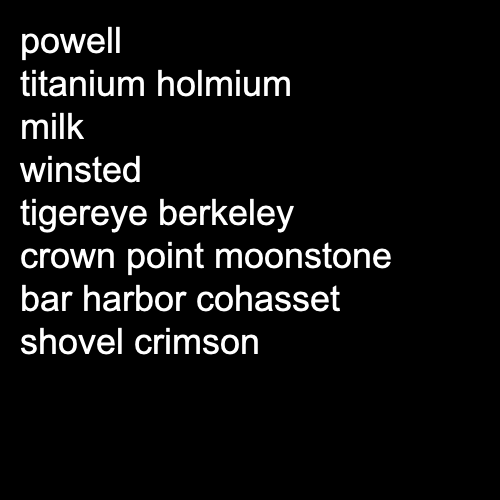 powell
titanium holmium
milk
winsted
tigereye berkeley
crown point moonstone
bar harbor cohasset
shovel crimson